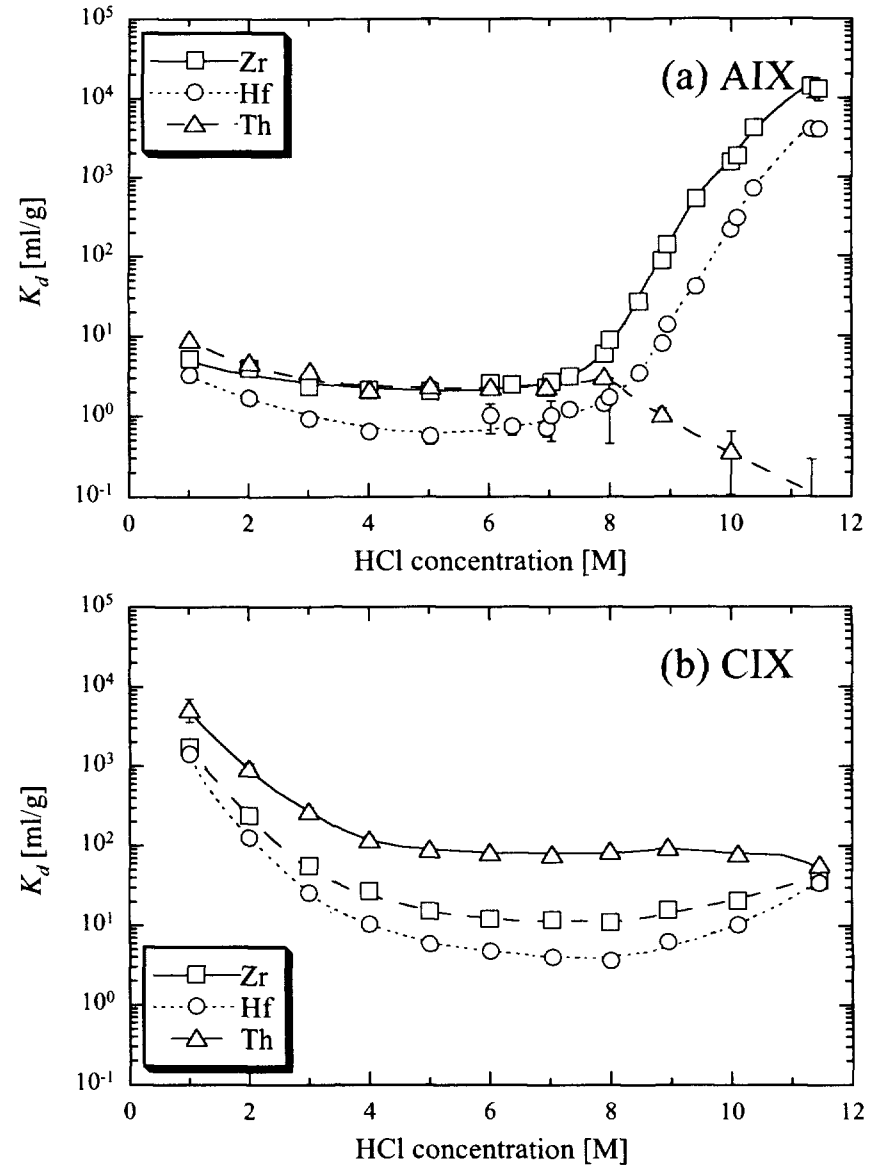 10^5
10^4
10^3
10^2
10^1
10^0
10^-1
K_d [ml/g]
Zr
Hf
Th
(a) AIX
0 2 4 6 8 10 12
HCl concentration [M]
10^5
10^4
10^3
10^2
10^1
10^0
10^-1
K_d [ml/g]
(b) CIX
Zr
Hf
Th
0 2 4 6 8 10 12
HCl concentration [M]